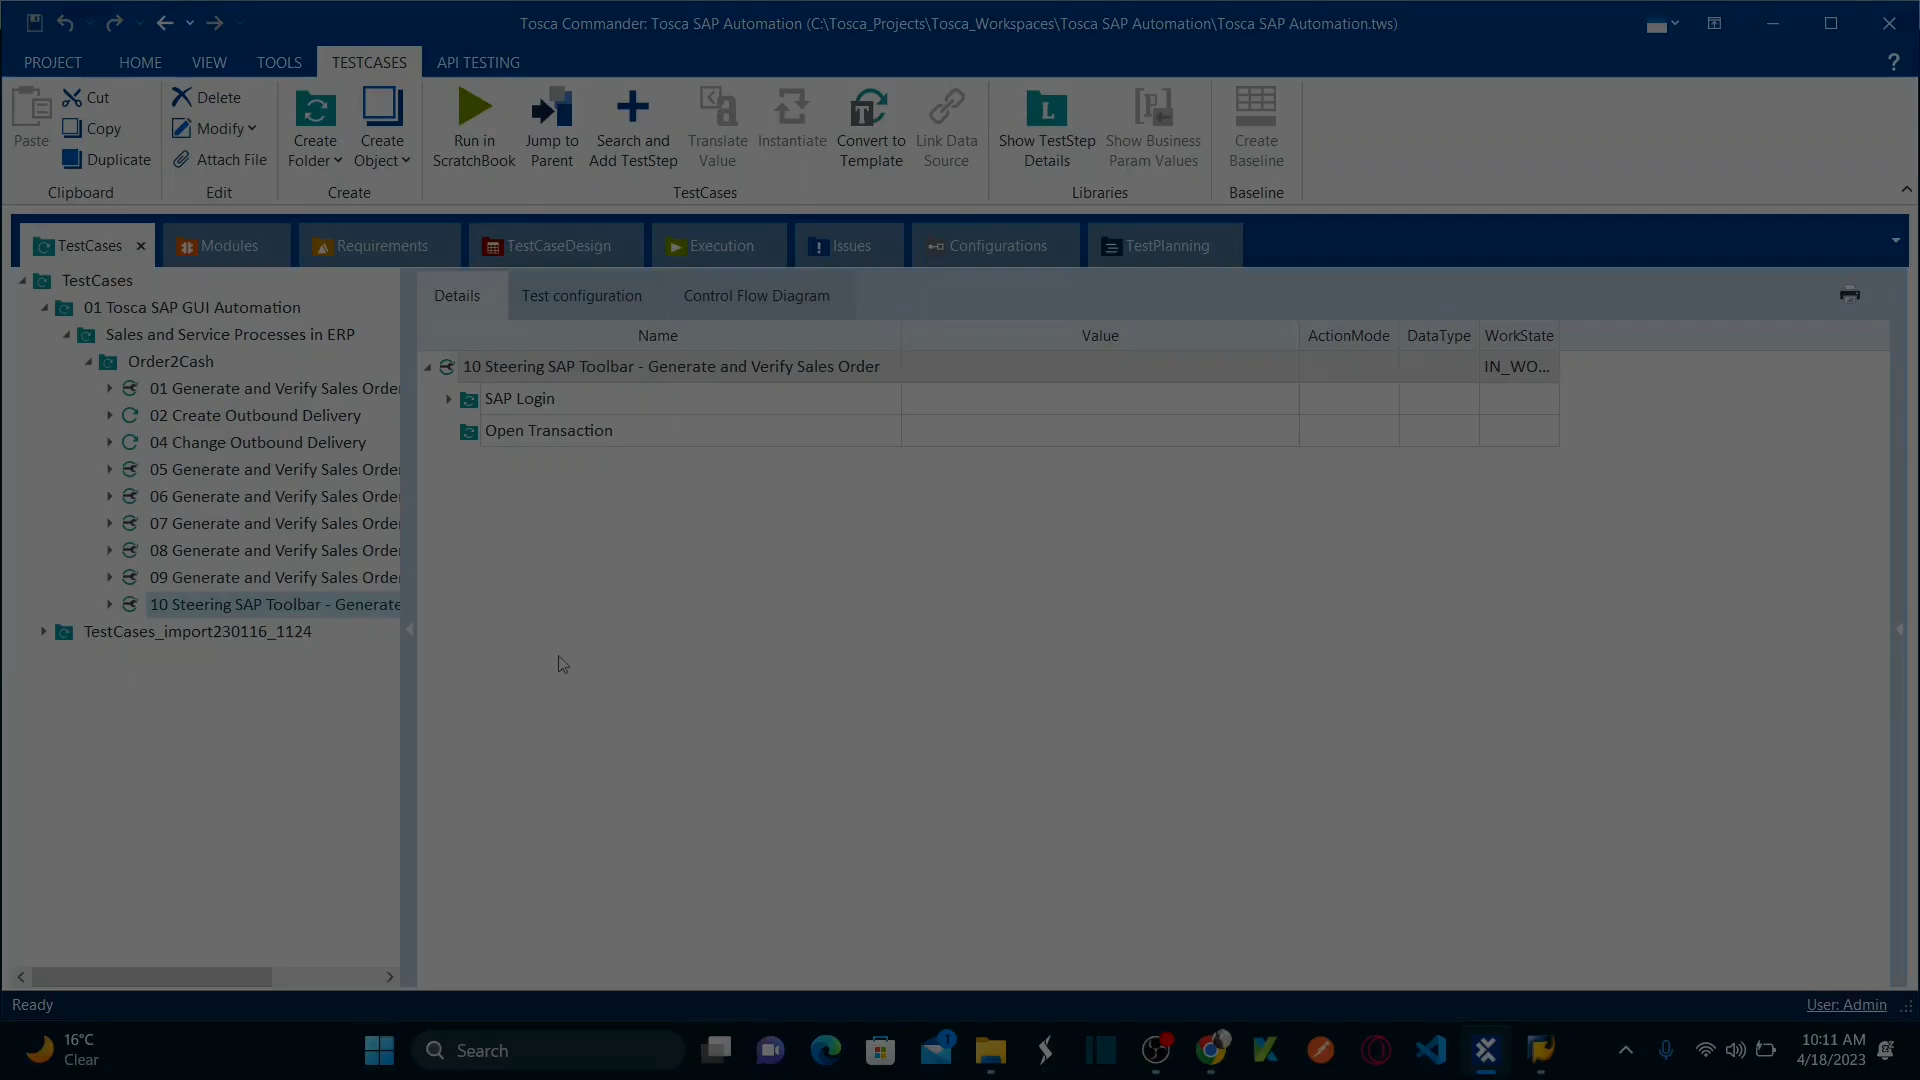 Tosca Commander: Tosca SAP Automation (C:\Tosca_Projects\Tosca_Workspaces\Tosca SAP Automation\Tosca SAP Automation.tws)
PROJECT HOME VIEW TOOLS TESTCASES API TESTING ?
Paste
Cut
Copy
Duplicate
Clipboard
Delete
Modify
Attach File
Edit
Create
Folder
Create
Object
Create
Run in
ScratchBook
Jump to
Parent
Search and
Add TestStep
Translate
Value
Instantiate
Convert to
Template
Link Data
Source
TestCases
Show TestStep
Details
Show Business
Param Values
Libraries
Create
Baseline
Baseline
TestCases Modules Requirements TestCaseDesign Execution Issues Configurations TestPlanning
TestCases
01 Tosca SAP GUI Automation
Sales and Service Processes in ERP
Order2Cash
01 Generate and Verify Sales Orde
02 Create Outbound Delivery
04 Change Outbound Delivery
05 Generate and Verify Sales Orde
06 Generate and Verify Sales Orde
07 Generate and Verify Sales Orde
08 Generate and Verify Sales Orde
09 Generate and Verify Sales Orde
10 Steering SAP Toolbar - Generate
TestCases_import230116_1124
Details Test configuration Control Flow Diagram
Name Value ActionMode DataType WorkState
10 Steering SAP Toolbar - Generate and Verify Sales Order IN_WO...
SAP Login
Open Transaction
Ready
User: Admin
16°C
Clear
Search
1
10:11 AM
4/18/2023